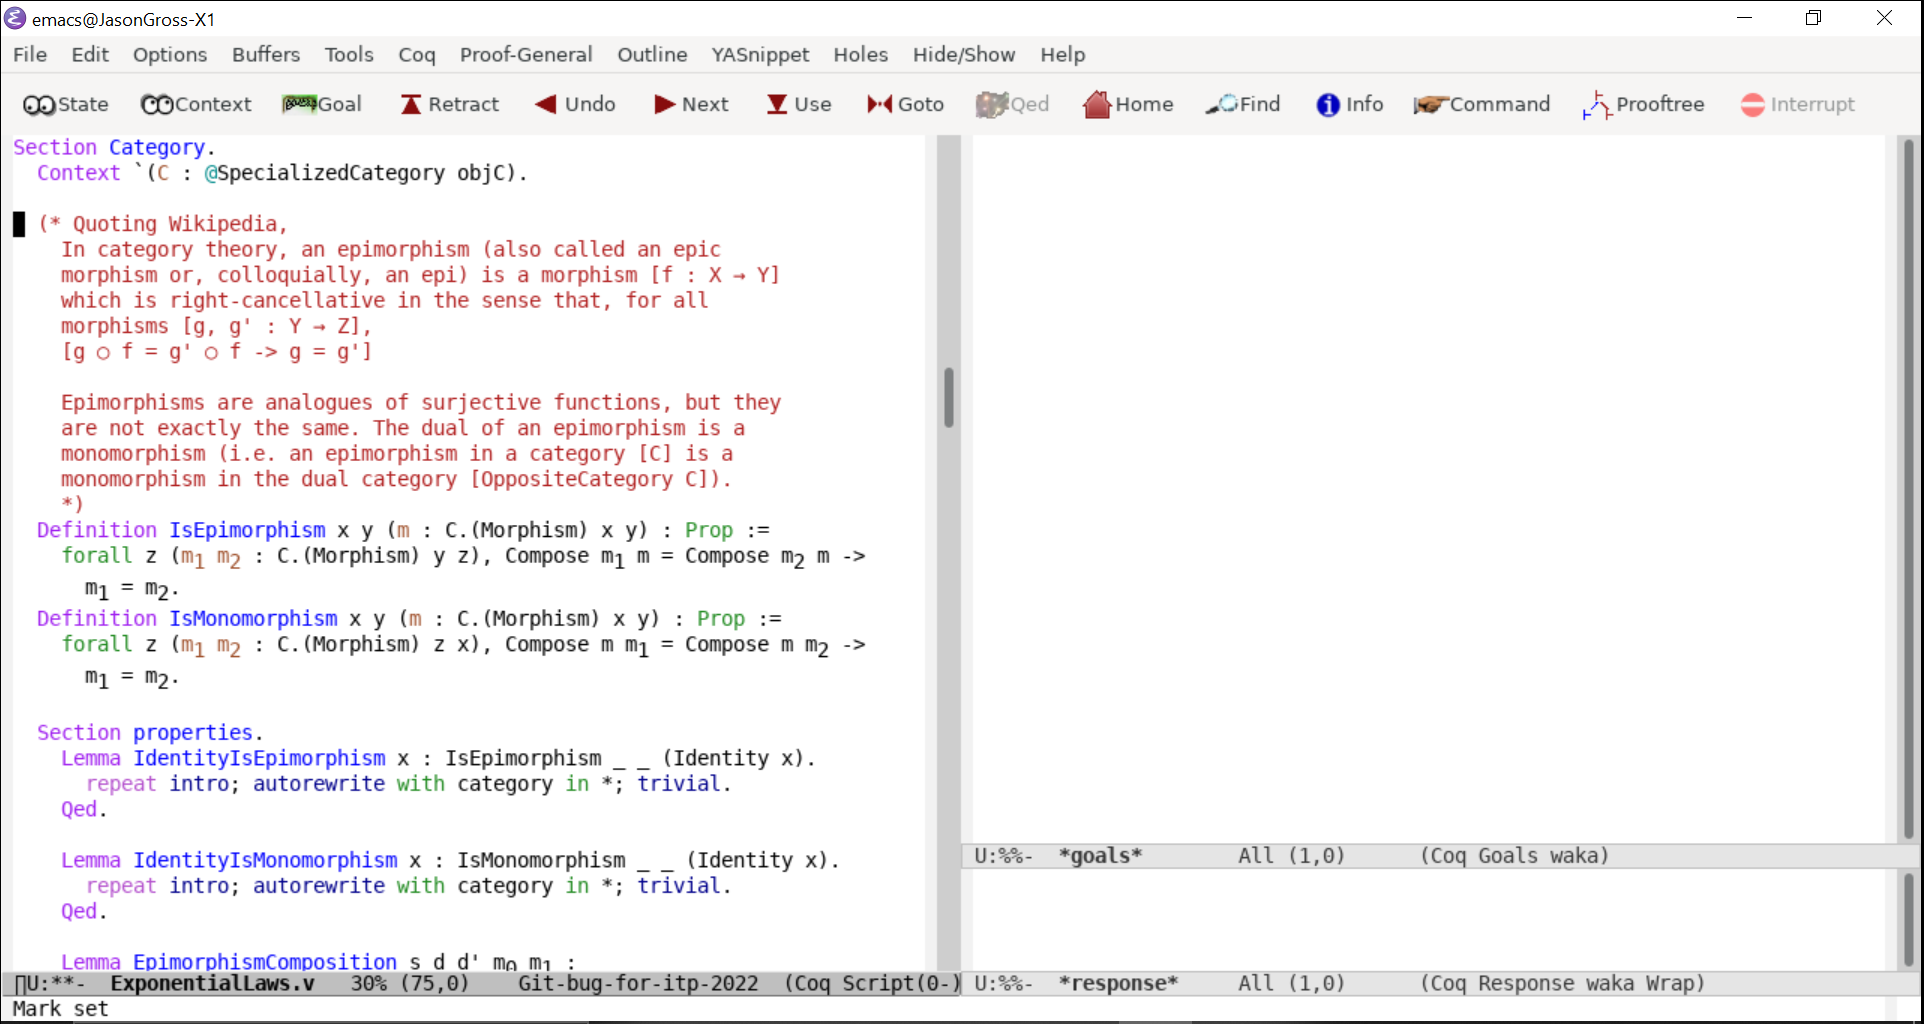 emacs@JasonGross-X1
File Edit Options Buffers Tools Coq Proof-General Outline YASnippet Holes Hide/Show Help
State Context Goal Retract Undo Next Use Goto Qed Home Find Info Command Prooftree Interrupt
Section Category.
  Context `(C : @SpecializedCategory objC).
  (* Quoting Wikipedia,
    In category theory, an epimorphism (also called an epic
    morphism or, colloquially, an epi) is a morphism [f : X → Y]
    which is right-cancellative in the sense that, for all
    morphisms [g, g' : Y → Z],
    [g ○ f = g' ○ f -> g = g']
    Epimorphisms are analogues of surjective functions, but they
    are not exactly the same. The dual of an epimorphism is a
    monomorphism (i.e. an epimorphism in a category [C] is a
    monomorphism in the dual category [OppositeCategory C]).
    *)
  Definition IsEpimorphism x y (m : C.(Morphism) x y) : Prop :=
    forall z (m₁ m₂ : C.(Morphism) y z), Compose m₁ m = Compose m₂ m ->
      m₁ = m₂.
  Definition IsMonomorphism x y (m : C.(Morphism) x y) : Prop :=
    forall z (m₁ m₂ : C.(Morphism) z x), Compose m m₁ = Compose m m₂ ->
      m₁ = m₂.
  Section properties.
    Lemma IdentityIsEpimorphism x : IsEpimorphism _ _ (Identity x).
      repeat intro; autorewrite with category in *; trivial.
    Qed.
    Lemma IdentityIsMonomorphism x : IsMonomorphism _ _ (Identity x).
      repeat intro; autorewrite with category in *; trivial.
    Qed.
    Lemma EpimorphismComposition s d d' m₀ m₁ :
U:**-  ExponentialLaws.v   30% (75,0)    Git-bug-for-itp-2022  (Coq Script(0-)
U:%%-  *goals*        All (1,0)      (Coq Goals waka)
U:%%-  *response*     All (1,0)      (Coq Response waka Wrap)
Mark set